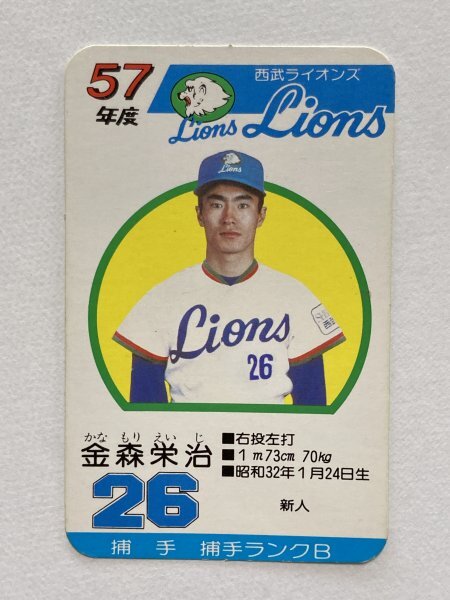 57
年度
西武ライオンズ
Lions Lions
Lions
Lions
26
かな もり えい じ
金森栄治
26
■右投左打
■1m73cm 70kg
■昭和32年1月24日生
新人
捕手 捕手ランクB